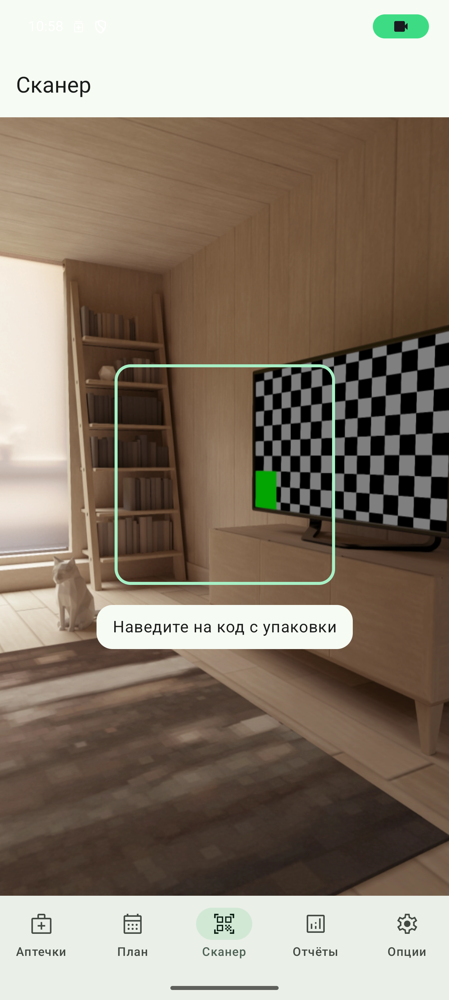 10:58
Сканер
Наведите на код с упаковки
Аптечки
План
Сканер
Отчёты
Опции